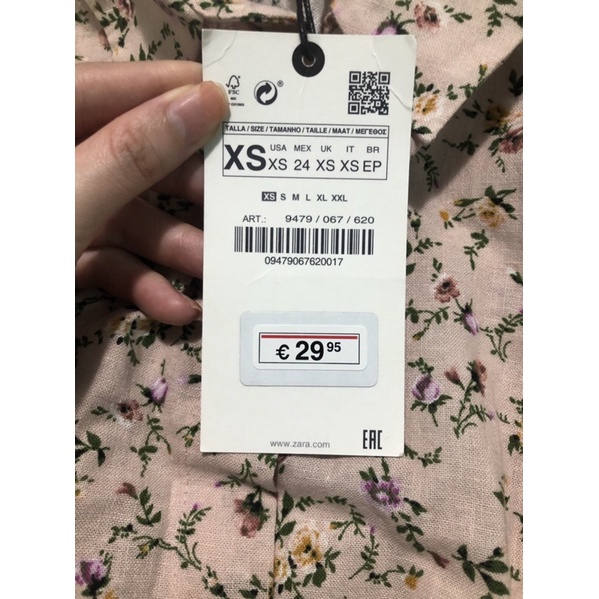 FSC
TALLA / SIZE / TAMANHO / TAILLE / MAAT / ΜΕΓΕΘΟΣ
USA MEX UK IT BR
XS XS 24 XS XS EP
XS S M L XL XXL
ART.: 9479 / 067 / 620
09479067620017
€ 29 95
www.zara.com EAC